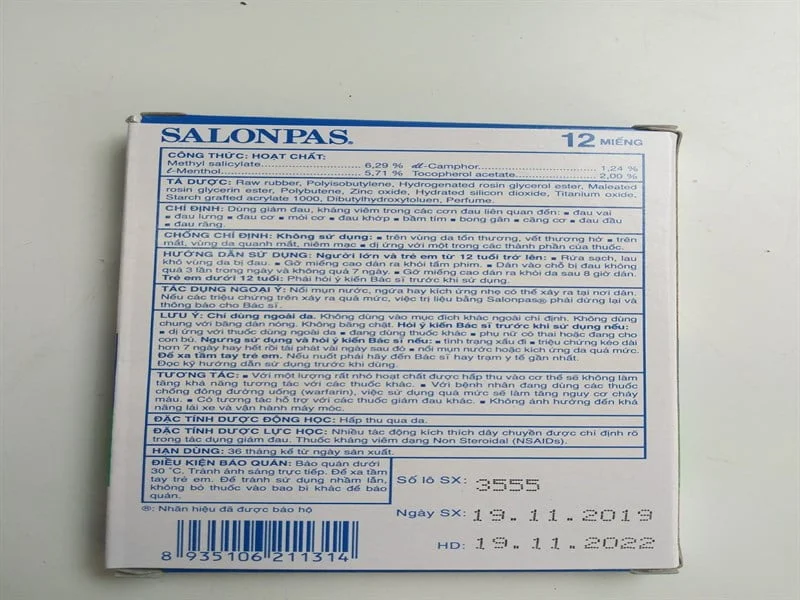 SALONPAS®
12 MIẾNG
CÔNG THỨC: HOẠT CHẤT:
Methyl salicylate.................... 6,29 % dl-Camphor.................... 1,24 %
l-Menthol.................... 5,71 % Tocopherol acetate.................... 2,00 %
TÁ DƯỢC: Raw rubber, Polyisobutylene, Hydrogenated rosin glycerol ester, Maleated
rosin glycerin ester, Polybutene, Zinc oxide, Hydrated silicon dioxide, Titanium oxide,
Starch grafted acrylate 1000, Dibutylhydroxytoluen, Perfume.
CHỈ ĐỊNH: Dùng giảm đau, kháng viêm trong các cơn đau liên quan đến: ▪ đau vai
▪ đau lưng ▪ đau cơ ▪ mỏi cơ ▪ đau khớp ▪ bầm tím ▪ bong gân ▪ căng cơ ▪ đau đầu
▪ đau răng.
CHỐNG CHỈ ĐỊNH: Không sử dụng: ▪ trên vùng da tổn thương, vết thương hở ▪ trên
mắt, vùng da quanh mắt, niêm mạc ▪ dị ứng với một trong các thành phần của thuốc.
HƯỚNG DẪN SỬ DỤNG: Người lớn và trẻ em từ 12 tuổi trở lên: ▪ Rửa sạch, lau
khô vùng da bị đau. ▪ Gỡ miếng cao dán ra khỏi tấm phim. ▪ Dán vào chỗ bị đau không
quá 3 lần trong ngày và không quá 7 ngày. ▪ Gỡ miếng cao dán ra khỏi da sau 8 giờ dán.
Trẻ em dưới 12 tuổi: Phải hỏi ý kiến Bác sĩ trước khi sử dụng.
TÁC DỤNG NGOẠI Ý: Nổi mụn nước, ngứa hay kích ứng nhẹ có thể xảy ra tại nơi dán.
Nếu các triệu chứng trên xảy ra quá mức, việc trị liệu bằng Salonpas® phải dừng lại và
thông báo cho Bác sĩ.
LƯU Ý: Chỉ dùng ngoài da. Không dùng vào mục đích khác ngoài chỉ định. Không dùng
chung với băng dán nóng. Không băng chặt. Hỏi ý kiến Bác sĩ trước khi sử dụng nếu:
▪ dị ứng với thuốc dùng ngoài da ▪ đang dùng thuốc khác ▪ phụ nữ có thai hoặc đang cho
con bú. Ngưng sử dụng và hỏi ý kiến Bác sĩ nếu: ▪ tình trạng xấu đi ▪ triệu chứng kéo dài
hơn 7 ngày hay hết rồi tái phát vài ngày sau đó ▪ nổi mụn nước hoặc kích ứng da quá mức.
Để xa tầm tay trẻ em. Nếu nuốt phải hãy đến Bác sĩ hay trạm y tế gần nhất.
Đọc kỹ hướng dẫn sử dụng trước khi dùng.
TƯƠNG TÁC: ▪ Với một lượng rất nhỏ hoạt chất được hấp thu vào cơ thể sẽ không làm
tăng khả năng tương tác với các thuốc khác. ▪ Với bệnh nhân đang dùng các thuốc
chống đông đường uống (warfarin), việc sử dụng quá mức sẽ làm tăng nguy cơ chảy
máu. ▪ Có tương tác hỗ trợ với các thuốc giảm đau khác. ▪ Không ảnh hưởng đến khả
năng lái xe và vận hành máy móc.
ĐẶC TÍNH DƯỢC ĐỘNG HỌC: Hấp thu qua da.
ĐẶC TÍNH DƯỢC LỰC HỌC: Nhiều tác động kích thích dây chuyền được chỉ định rõ
trong tác dụng giảm đau. Thuốc kháng viêm dạng Non Steroidal (NSAIDs).
HẠN DÙNG: 36 tháng kể từ ngày sản xuất.
ĐIỀU KIỆN BẢO QUẢN: Bảo quản dưới
30 °C. Tránh ánh sáng trực tiếp. Để xa tầm
tay trẻ em. Để tránh sử dụng nhầm lẫn,
không bỏ thuốc vào bao bì khác để bảo
quản.
®: Nhãn hiệu đã được bảo hộ
Số lô SX: 3555
Ngày SX: 19.11.2019
HD: 19.11.2022
8 935106 211314